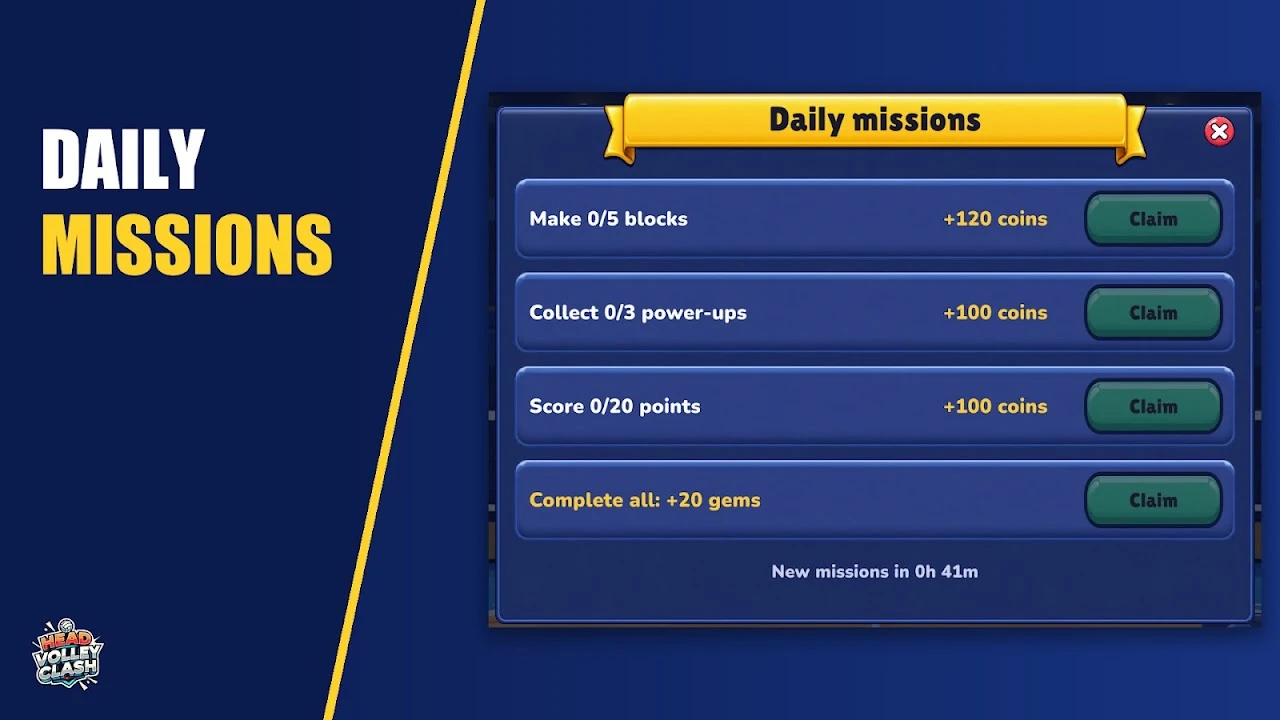 DAILY
MISSIONS
Daily missions
Make 0/5 blocks
+120 coins
Claim
Collect 0/3 power-ups
+100 coins
Claim
Score 0/20 points
+100 coins
Claim
Complete all: +20 gems
Claim
New missions in 0h 41m
HEAD
VOLLEY
CLASH